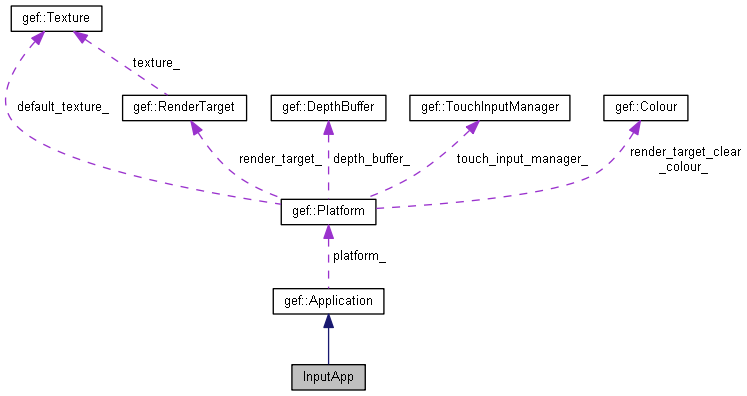 gef::Texture
texture_
default_texture_
gef::RenderTarget
gef::DepthBuffer
gef::TouchInputManager
gef::Colour
render_target_
depth_buffer_
touch_input_manager_
render_target_clear
_colour_
gef::Platform
platform_
gef::Application
InputApp